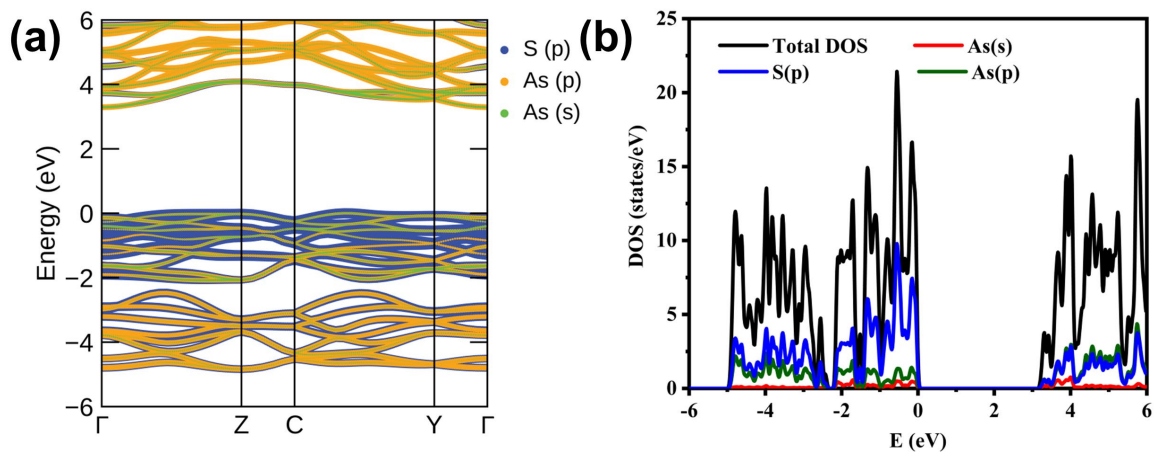 (a)
S (p)
As (p)
As (s)
Energy (eV)
6
4
2
0
−2
−4
−6
Γ Z C Y Γ
(b)
Total DOS As(s)
S(p) As(p)
DOS (states/eV)
25
20
15
10
5
0
-6 -4 -2 0 2 4 6
E (eV)